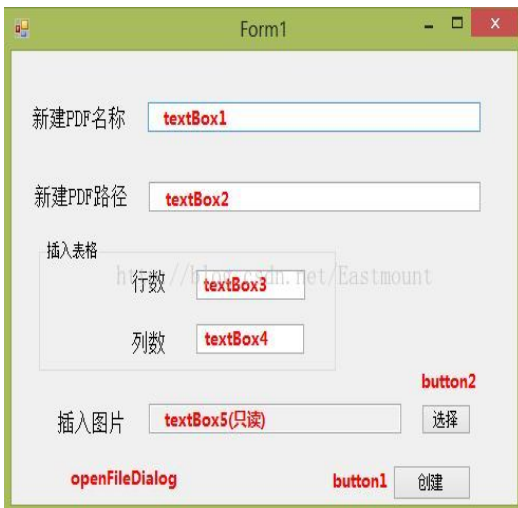 Form1
新建PDF名称 textBox1
新建PDF路径 textBox2
插入表格
http://blog.csdn.net/Eastmount
行数 textBox3
列数 textBox4
button2
插入图片 textBox5(只读) 选择
openFileDialog button1 创建